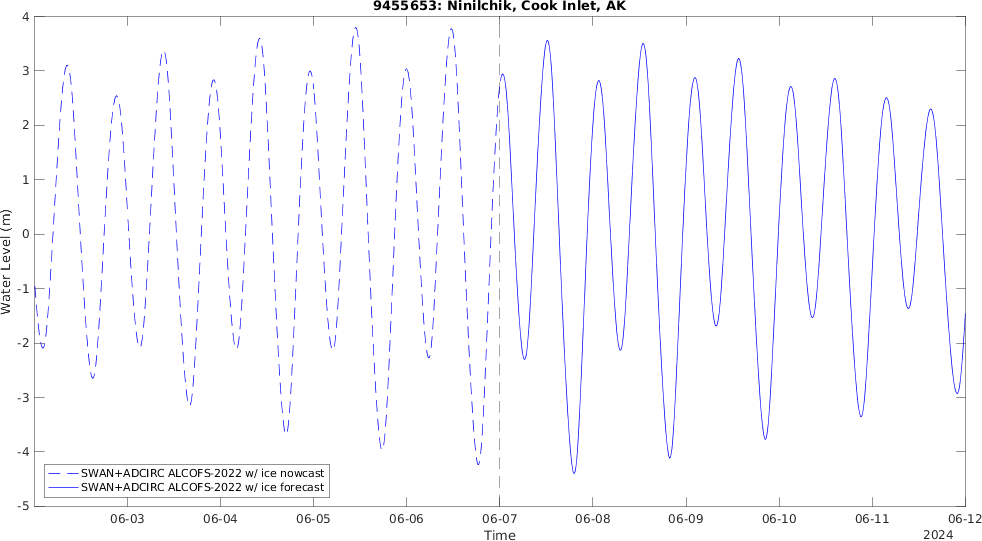 9455653: Ninilchik, Cook Inlet, AK
Water Level (m)
4
3
2
1
0
-1
-2
-3
-4
-5
SWAN+ADCIRC ALCOFS-2022 w/ ice nowcast
SWAN+ADCIRC ALCOFS-2022 w/ ice forecast
06-03 06-04 06-05 06-06 06-07 06-08 06-09 06-10 06-11 06-12
Time
2024